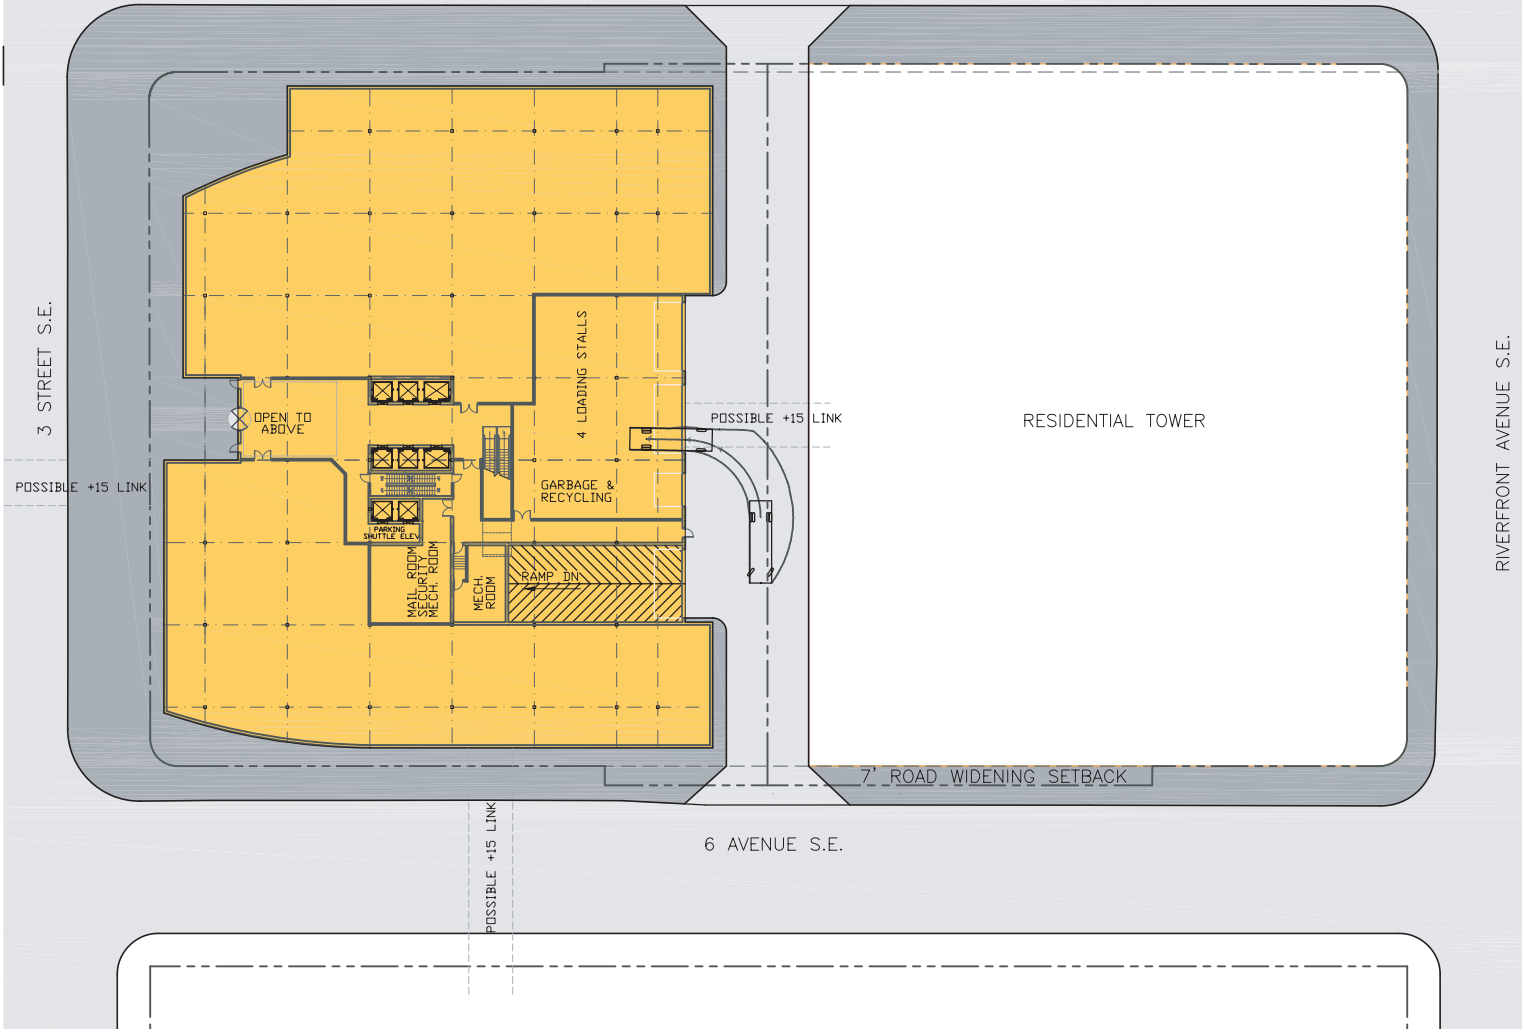 3 STREET S.E.
POSSIBLE +15 LINK
OPEN TO
ABOVE
4 LOADING STALLS
POSSIBLE +15 LINK
GARBAGE &
RECYCLING
PARKING
SHUTTLE ELEV
MAIL ROOM
SECURITY
MECH. ROOM
MECH.
ROOM
RAMP DN
RESIDENTIAL TOWER
RIVERFRONT AVENUE S.E.
7' ROAD WIDENING SETBACK
POSSIBLE +15 LINK
6 AVENUE S.E.